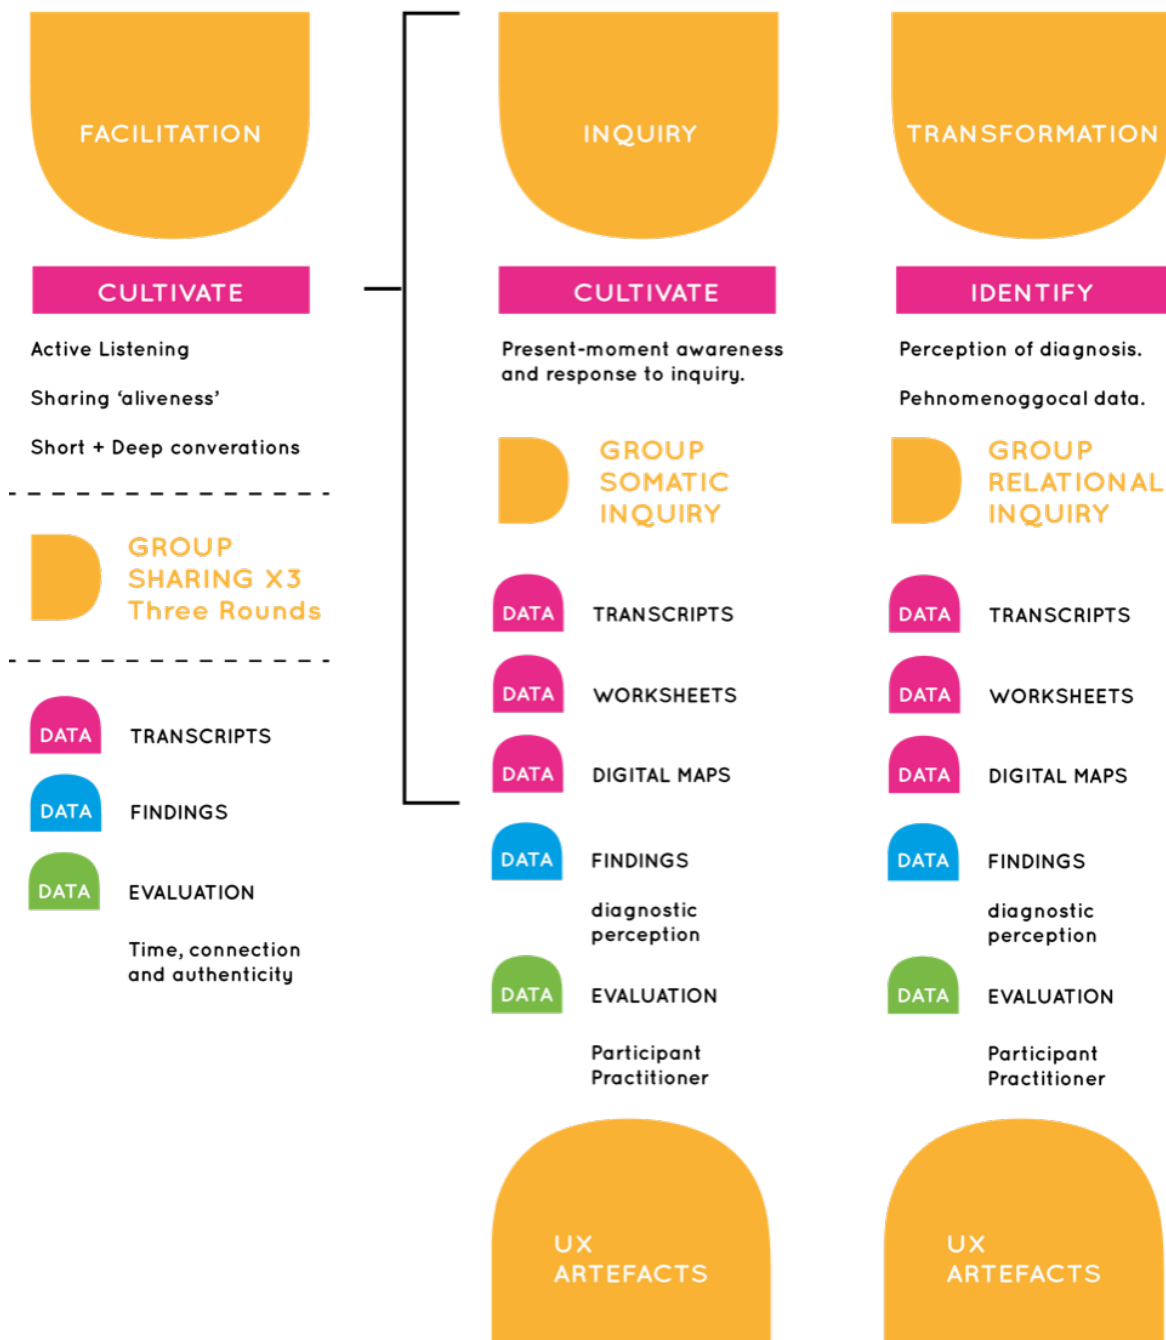 FACILITATION
CULTIVATE
Active Listening
Sharing ‘aliveness’
Short + Deep converations
GROUP
SHARING X3
Three Rounds
DATA
TRANSCRIPTS
DATA
FINDINGS
DATA
EVALUATION
Time, connection
and authenticity
INQUIRY
CULTIVATE
Present-moment awareness
and response to inquiry.
GROUP
SOMATIC
INQUIRY
DATA
TRANSCRIPTS
DATA
WORKSHEETS
DATA
DIGITAL MAPS
DATA
FINDINGS
diagnostic
perception
DATA
EVALUATION
Participant
Practitioner
UX
ARTEFACTS
TRANSFORMATION
IDENTIFY
Perception of diagnosis.
Pehnomenoggocal data.
GROUP
RELATIONAL
INQUIRY
DATA
TRANSCRIPTS
DATA
WORKSHEETS
DATA
DIGITAL MAPS
DATA
FINDINGS
diagnostic
perception
DATA
EVALUATION
Participant
Practitioner
UX
ARTEFACTS